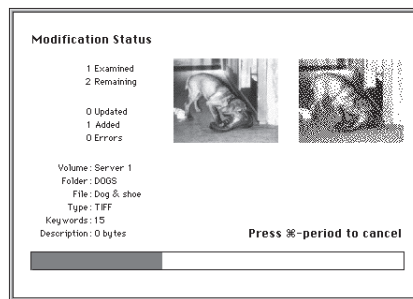 Modification Status
1 Examined
2 Remaining
0 Updated
1 Added
0 Errors
Volume: Server 1
Folder: DOGS
File: Dog & shoe
Type: TIFF
Keywords: 15
Description: 0 bytes
Press ⌘-period to cancel